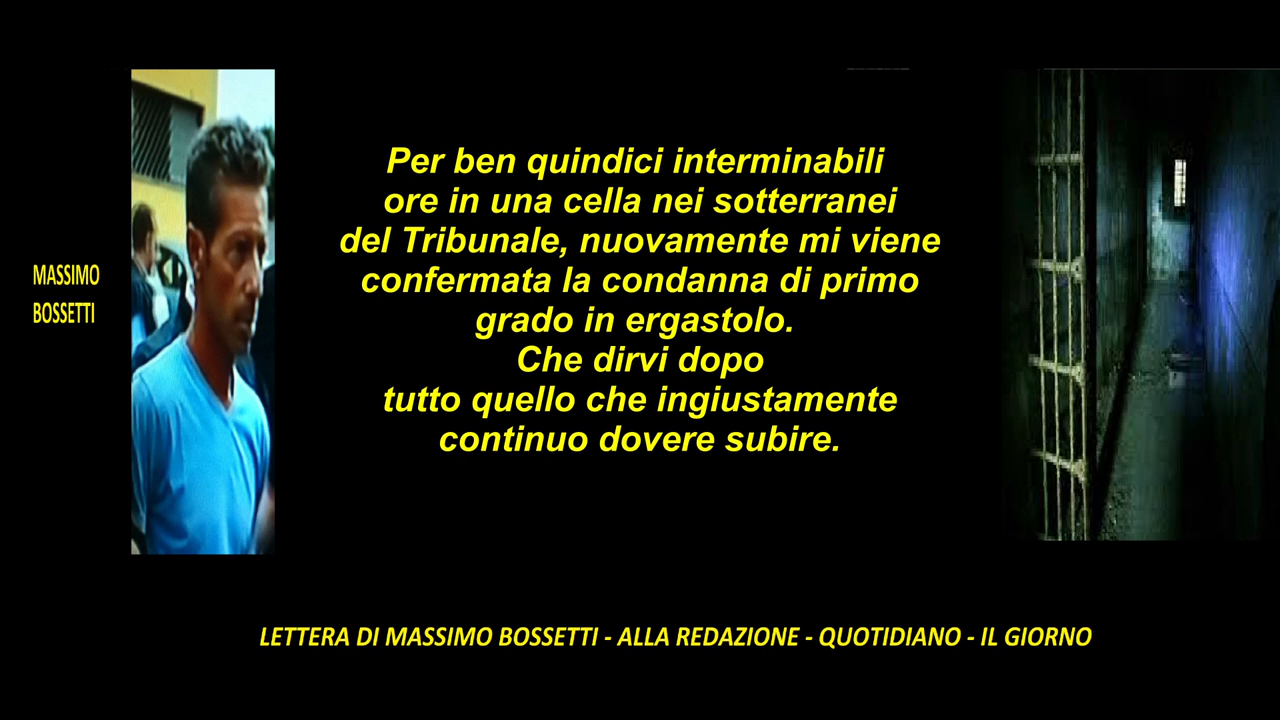 MASSIMO
BOSSETTI
Per ben quindici interminabili
ore in una cella nei sotterranei
del Tribunale, nuovamente mi viene
confermata la condanna di primo
grado in ergastolo.
Che dirvi dopo
tutto quello che ingiustamente
continuo dovere subire.
LETTERA DI MASSIMO BOSSETTI - ALLA REDAZIONE - QUOTIDIANO - IL GIORNO